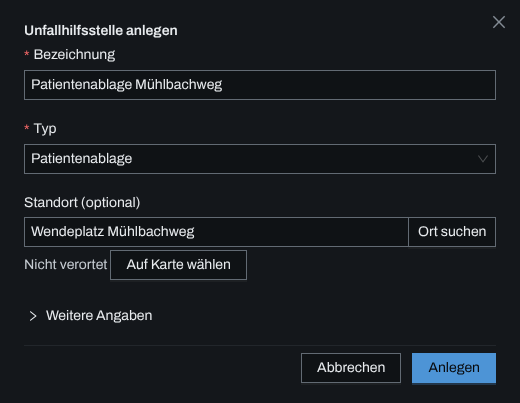 Unfallhilfsstelle anlegen
* Bezeichnung
Patientenablage Mühlbachweg
* Typ
Patientenablage
Standort (optional)
Wendeplatz Mühlbachweg Ort suchen
Nicht verortet Auf Karte wählen
Weitere Angaben
Abbrechen Anlegen